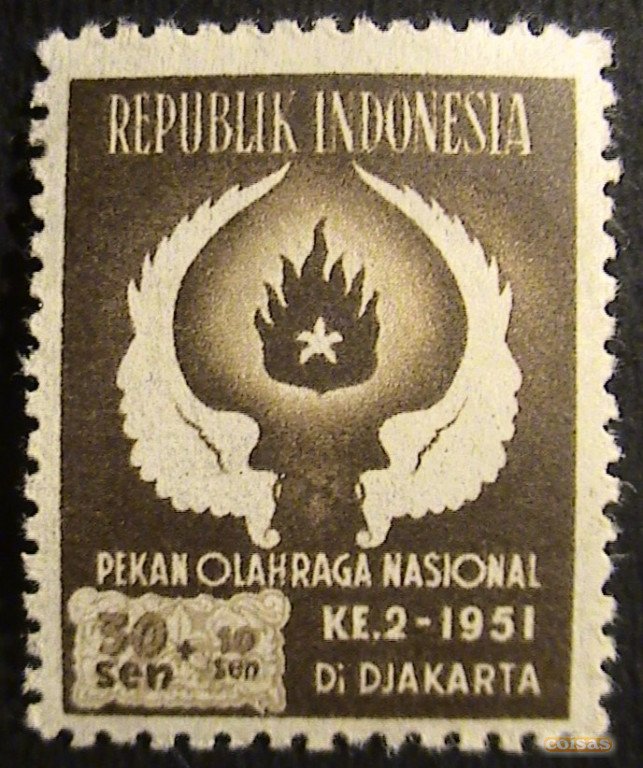 REPUBLIK INDONESIA
PEKAN OLAHRAGA NASIONAL
KE.2-1951
Di DJAKARTA
30 + 10
sen sen
coisas